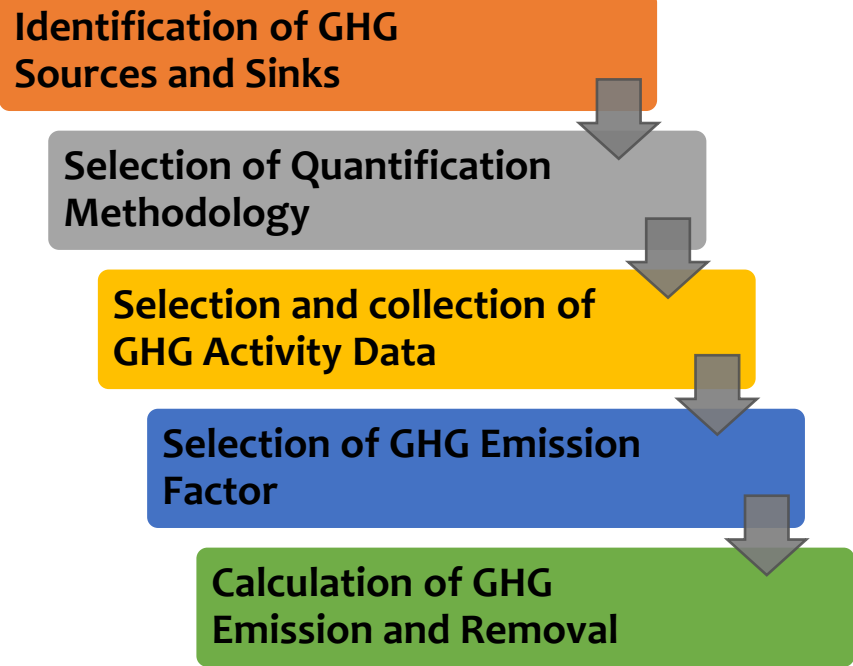 Identification of GHG
Sources and Sinks
Selection of Quantification
Methodology
Selection and collection of
GHG Activity Data
Selection of GHG Emission
Factor
Calculation of GHG
Emission and Removal